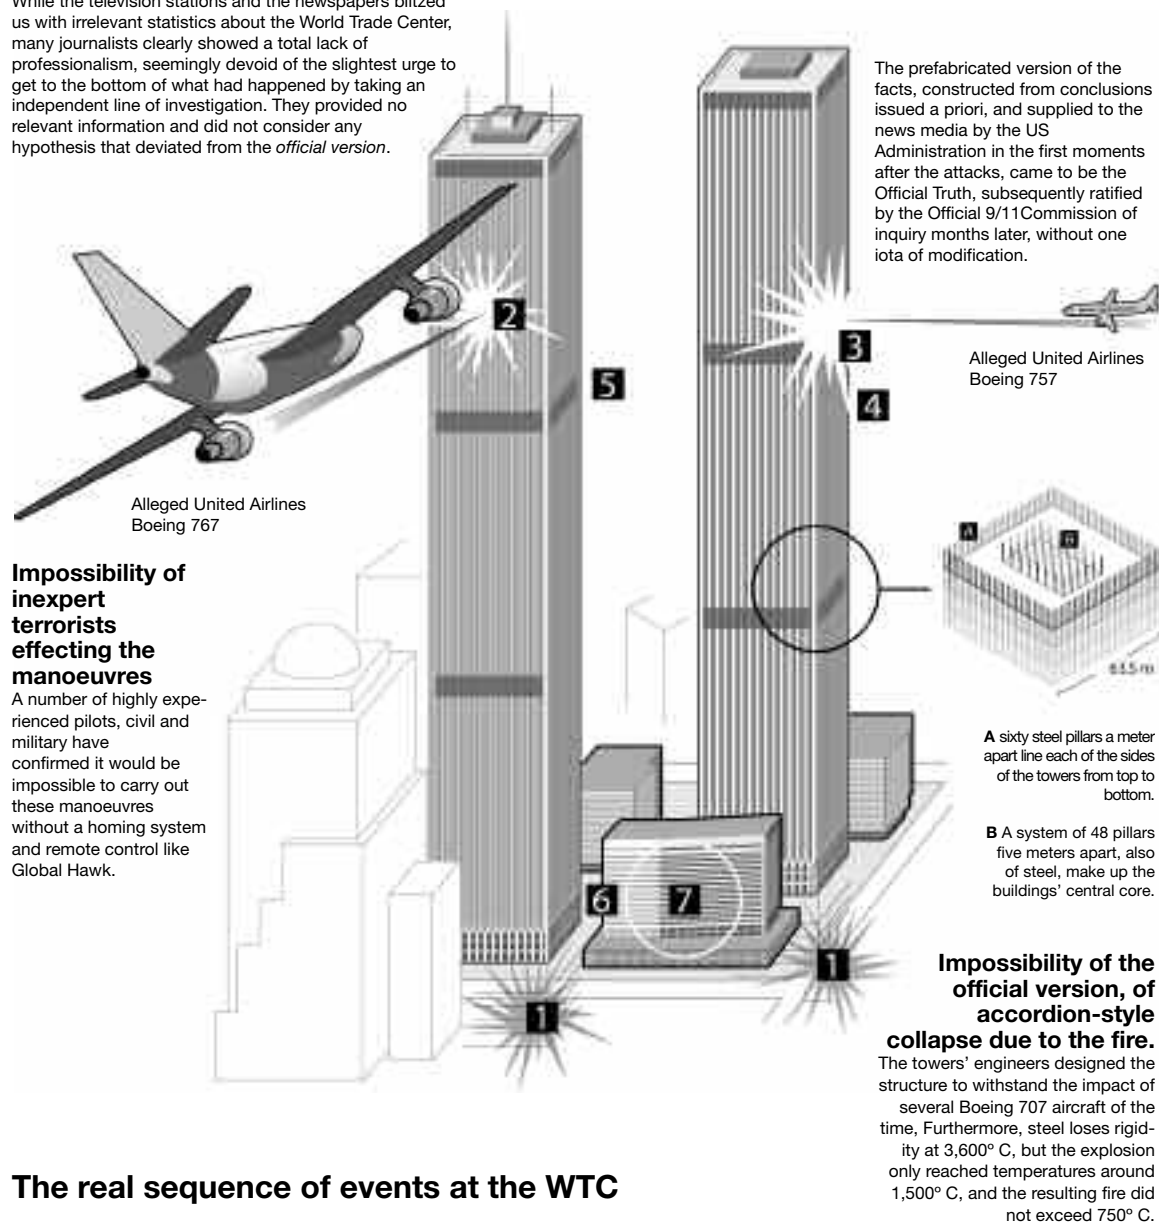 While the television stations and the newspapers blitzed
us with irrelevant statistics about the World Trade Center,
many journalists clearly showed a total lack of
professionalism, seemingly devoid of the slightest urge to
get to the bottom of what had happened by taking an
independent line of investigation. They provided no
relevant information and did not consider any
hypothesis that deviated from the official version.
The prefabricated version of the
facts, constructed from conclusions
issued a priori, and supplied to the
news media by the US
Administration in the first moments
after the attacks, came to be the
Official Truth, subsequently ratified
by the Official 9/11Commission of
inquiry months later, without one
iota of modification.
2
3
Alleged United Airlines
Boeing 757
5
4
Alleged United Airlines
Boeing 767
A
B
63.5 m
Impossibility of
inexpert
terrorists
effecting the
manoeuvres
A number of highly expe-
rienced pilots, civil and
military have
confirmed it would be
impossible to carry out
these manoeuvres
without a homing system
and remote control like
Global Hawk.
A sixty steel pillars a meter
apart line each of the sides
of the towers from top to
bottom.
B A system of 48 pillars
five meters apart, also
of steel, make up the
buildings' central core.
6
7
1
1
Impossibility of the
official version, of
accordion-style
collapse due to the fire.
The towers' engineers designed the
structure to withstand the impact of
several Boeing 707 aircraft of the
time, Furthermore, steel loses rigid-
ity at 3,600º C, but the explosion
only reached temperatures around
1,500º C, and the resulting fire did
not exceed 750º C.
The real sequence of events at the WTC